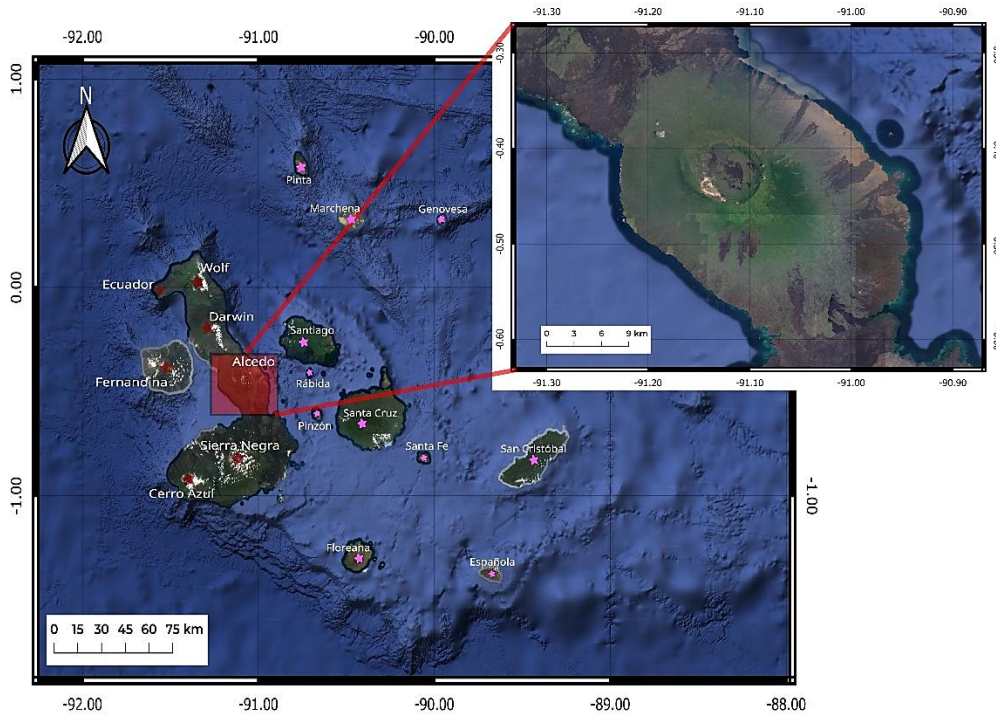 -91.30 -91.20 -91.10 -91.00 -90.90
-92.00 -91.00 -90.00
1.00
-0.30
N
-0.40
Pinta
Marchena
Genovesa
-0.50
0.00
Wolf
Ecuador
Darwin
Santiago
0 3 6 9 km
-0.60
Alcedo
Rábida
Fernandina
-91.30 -91.20 -91.10 -91.00 -90.90
Pinzón
Santa Cruz
Sierra Negra
Santa Fe
San Cristóbal
Cerro Azul
-1.00
-1.00
Floreana
Española
0 15 30 45 60 75 km
-92.00 -91.00 -90.00 -89.00 -88.00